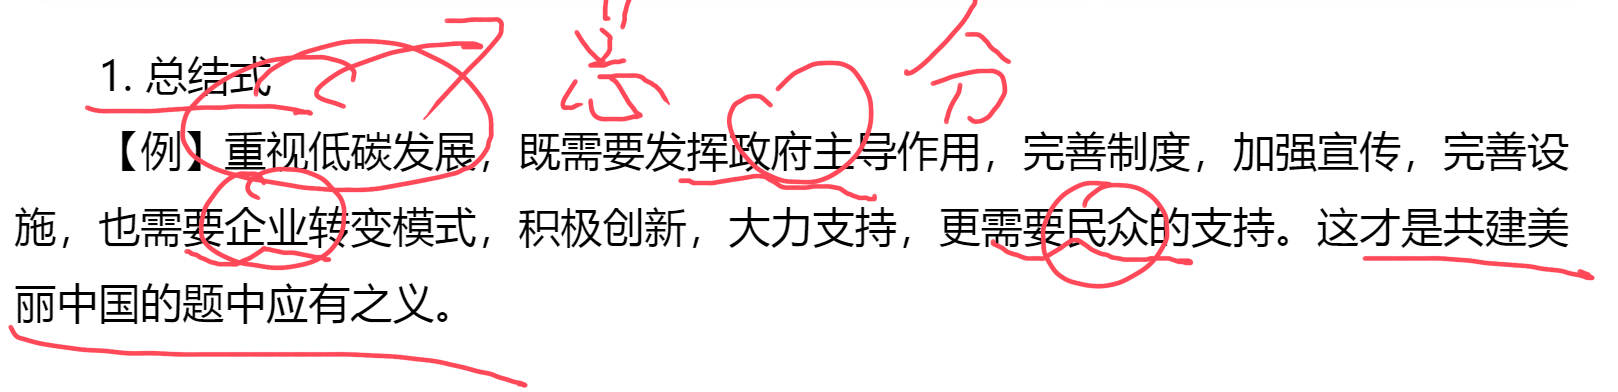 总 分
1. 总结式
【例】重视低碳发展，既需要发挥政府主导作用，完善制度，加强宣传，完善设
施，也需要企业转变模式，积极创新，大力支持，更需要民众的支持。这才是共建美
丽中国的题中应有之义。